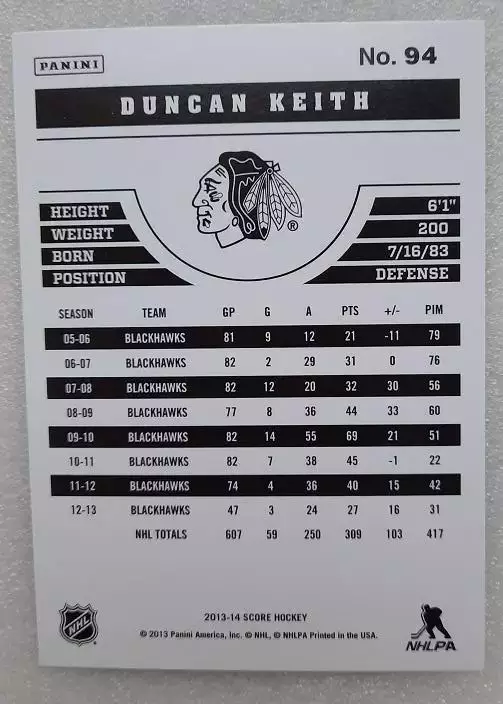 PANINI
No. 94
DUNCAN KEITH
®
HEIGHT 6'1"
WEIGHT 200
BORN 7/16/83
POSITION DEFENSE
SEASON TEAM GP G A PTS +/- PIM
05-06 BLACKHAWKS 81 9 12 21 -11 79
06-07 BLACKHAWKS 82 2 29 31 0 76
07-08 BLACKHAWKS 82 12 20 32 30 56
08-09 BLACKHAWKS 77 8 36 44 33 60
09-10 BLACKHAWKS 82 14 55 69 21 51
10-11 BLACKHAWKS 82 7 38 45 -1 22
11-12 BLACKHAWKS 74 4 36 40 15 42
12-13 BLACKHAWKS 47 3 24 27 16 31
NHL TOTALS 607 59 250 309 103 417
2013-14 SCORE HOCKEY
© 2013 Panini America, Inc. © NHL, © NHLPA Printed in the USA.
NHL
NHLPA